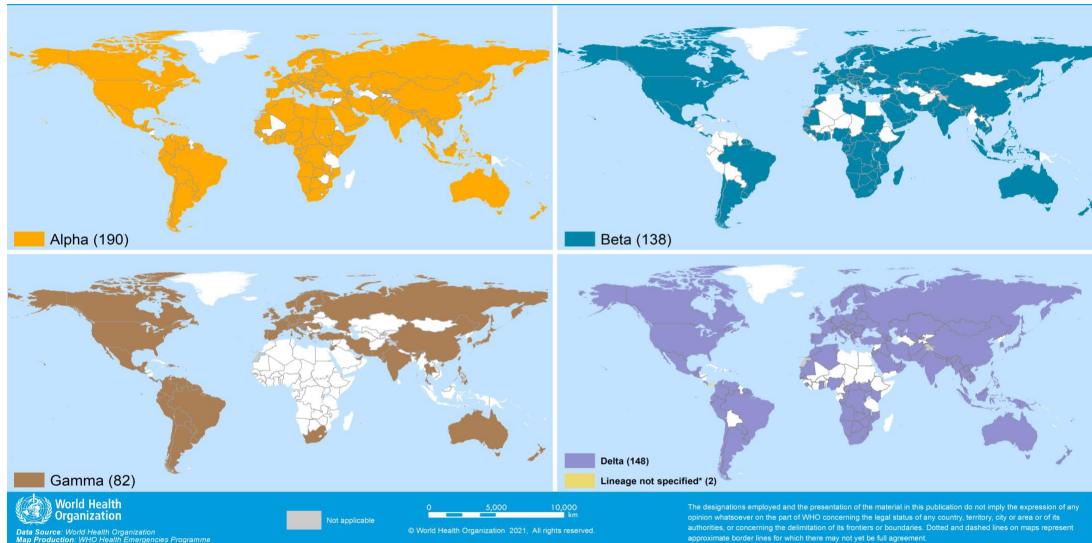 Alpha (190)
Beta (138)
Gamma (82)
Delta (148)
Lineage not specified* (2)
World Health
Organization
Data Source: World Health Organization
Map Production: WHO Health Emergencies Programme
Not applicable
0 5,000 10,000
km
© World Health Organization 2021, All rights reserved.
The designations employed and the presentation of the material in this publication do not imply the expression of any
opinion whatsoever on the part of WHO concerning the legal status of any country, territory, city or area or of its
authorities, or concerning the delimitation of its frontiers or boundaries. Dotted and dashed lines on maps represent
approximate border lines for which there may not yet be full agreement.